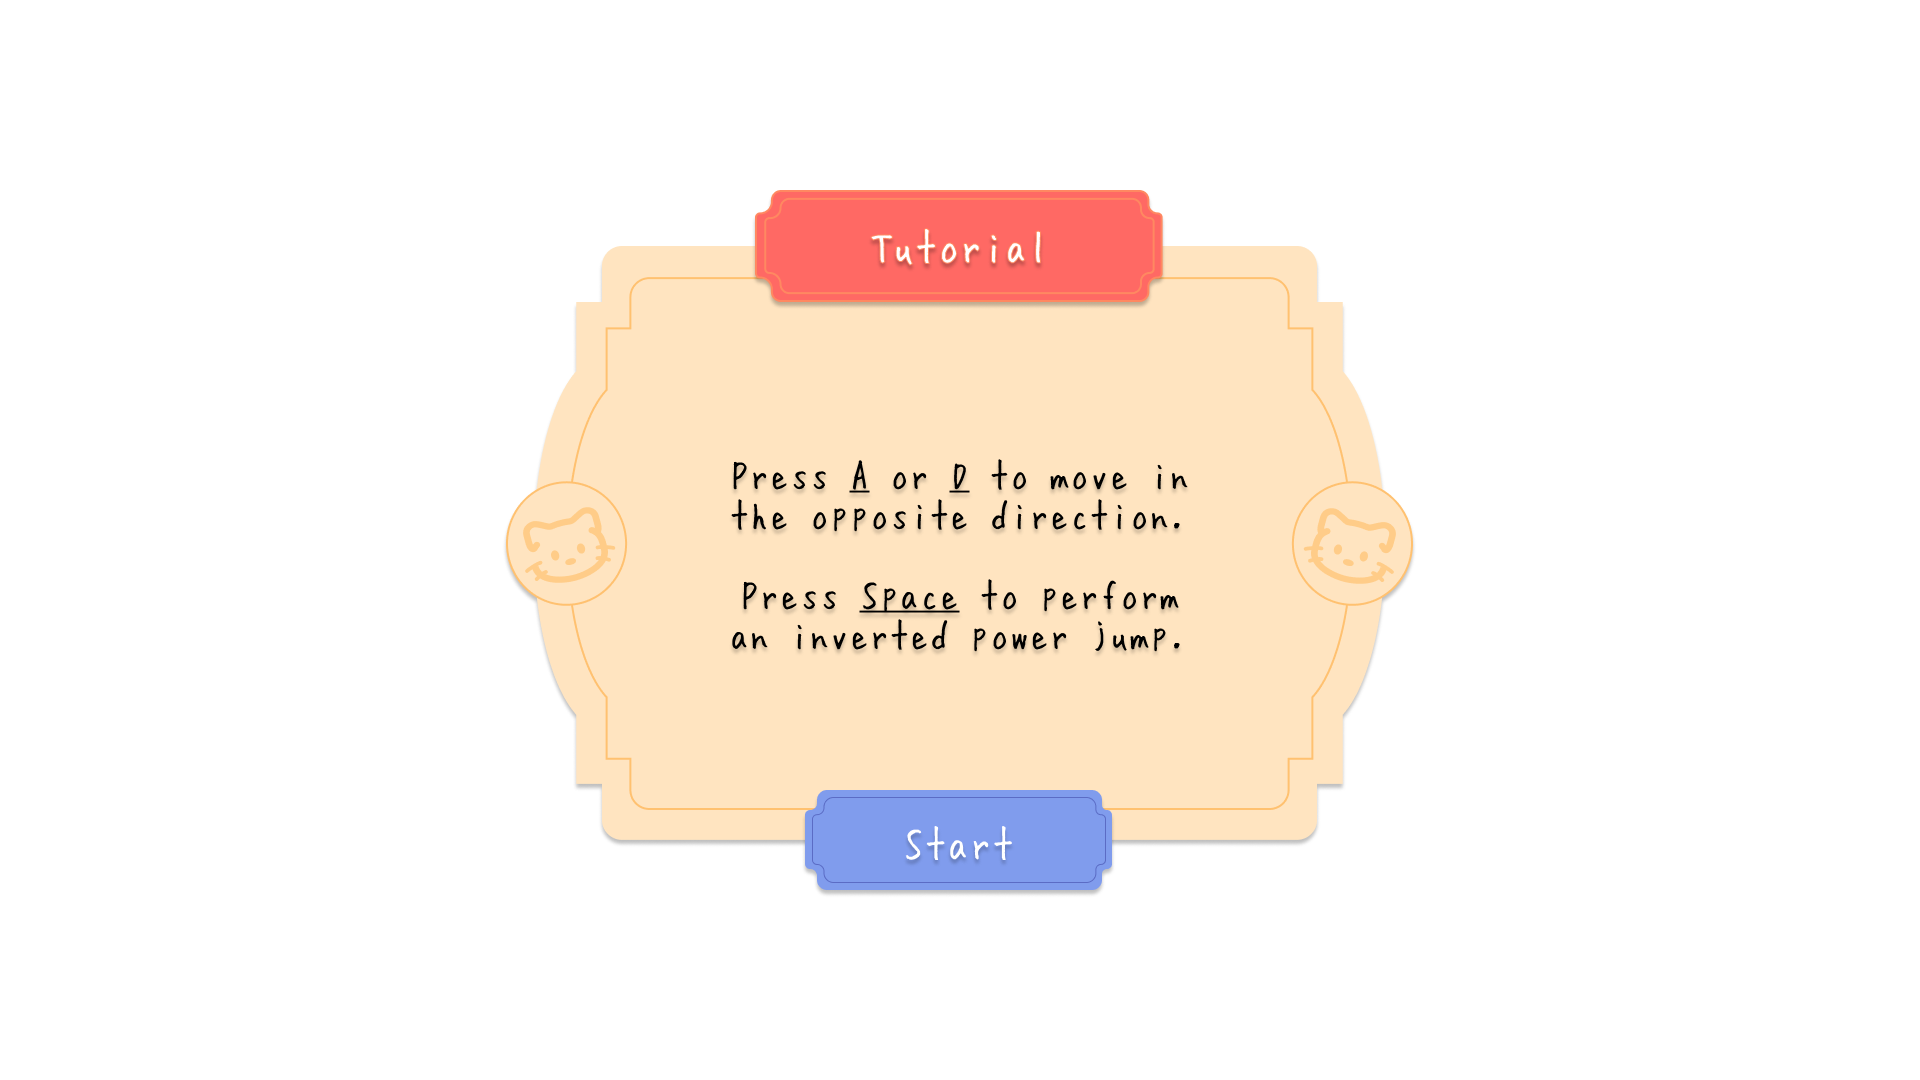 Tutorial
Press A or D to move in
the opposite direction.
Press Space to perform
an inverted power jump.
Start